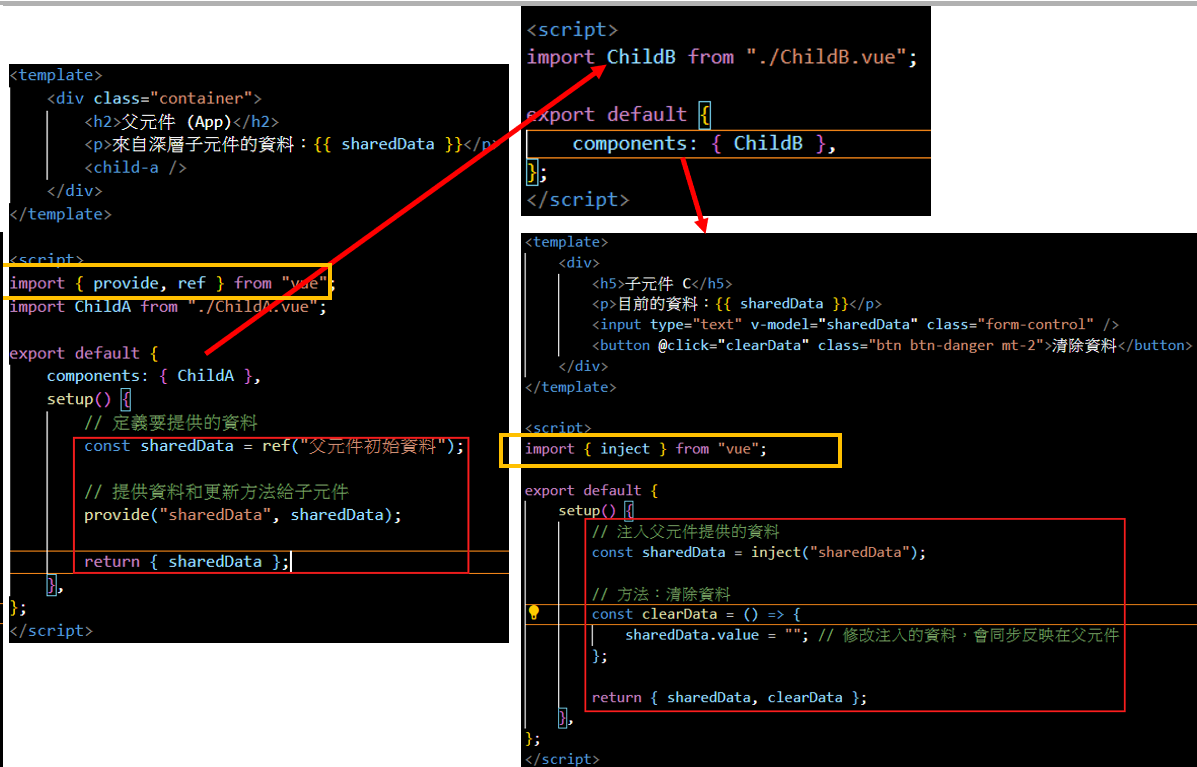 <template>
<div class="container">
<h2>父元件 (App)</h2>
<p>來自深層子元件的資料：{{ sharedData }}</p>
<child-a />
</div>
</template>
<script>
import { provide, ref } from "vue";
import ChildA from "./ChildA.vue";
export default {
components: { ChildA },
setup() {
// 定義要提供的資料
const sharedData = ref("父元件初始資料");
// 提供資料和更新方法給子元件
provide("sharedData", sharedData);
return { sharedData };
},
};
</script>
<script>
import ChildB from "./ChildB.vue";
export default {
components: { ChildB },
};
</script>
<template>
<div>
<h5>子元件 C</h5>
<p>目前的資料：{{ sharedData }}</p>
<input type="text" v-model="sharedData" class="form-control" />
<button @click="clearData" class="btn btn-danger mt-2">清除資料</button>
</div>
</template>
<script>
import { inject } from "vue";
export default {
setup() {
// 注入父元件提供的資料
const sharedData = inject("sharedData");
// 方法：清除資料
const clearData = () => {
sharedData.value = ""; // 修改注入的資料，會同步反映在父元件
};
return { sharedData, clearData };
},
};
</script>